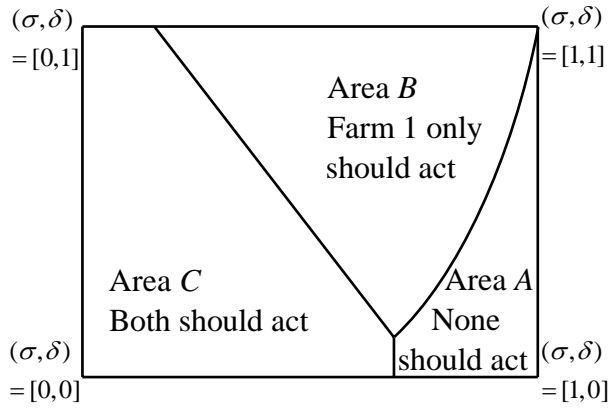 (σ,δ)
= [0,1]
(σ,δ)
= [1,1]
Area B
Farm 1 only
should act
Area C
Both should act
Area A
None
should act
(σ,δ)
= [0,0]
(σ,δ)
= [1,0]